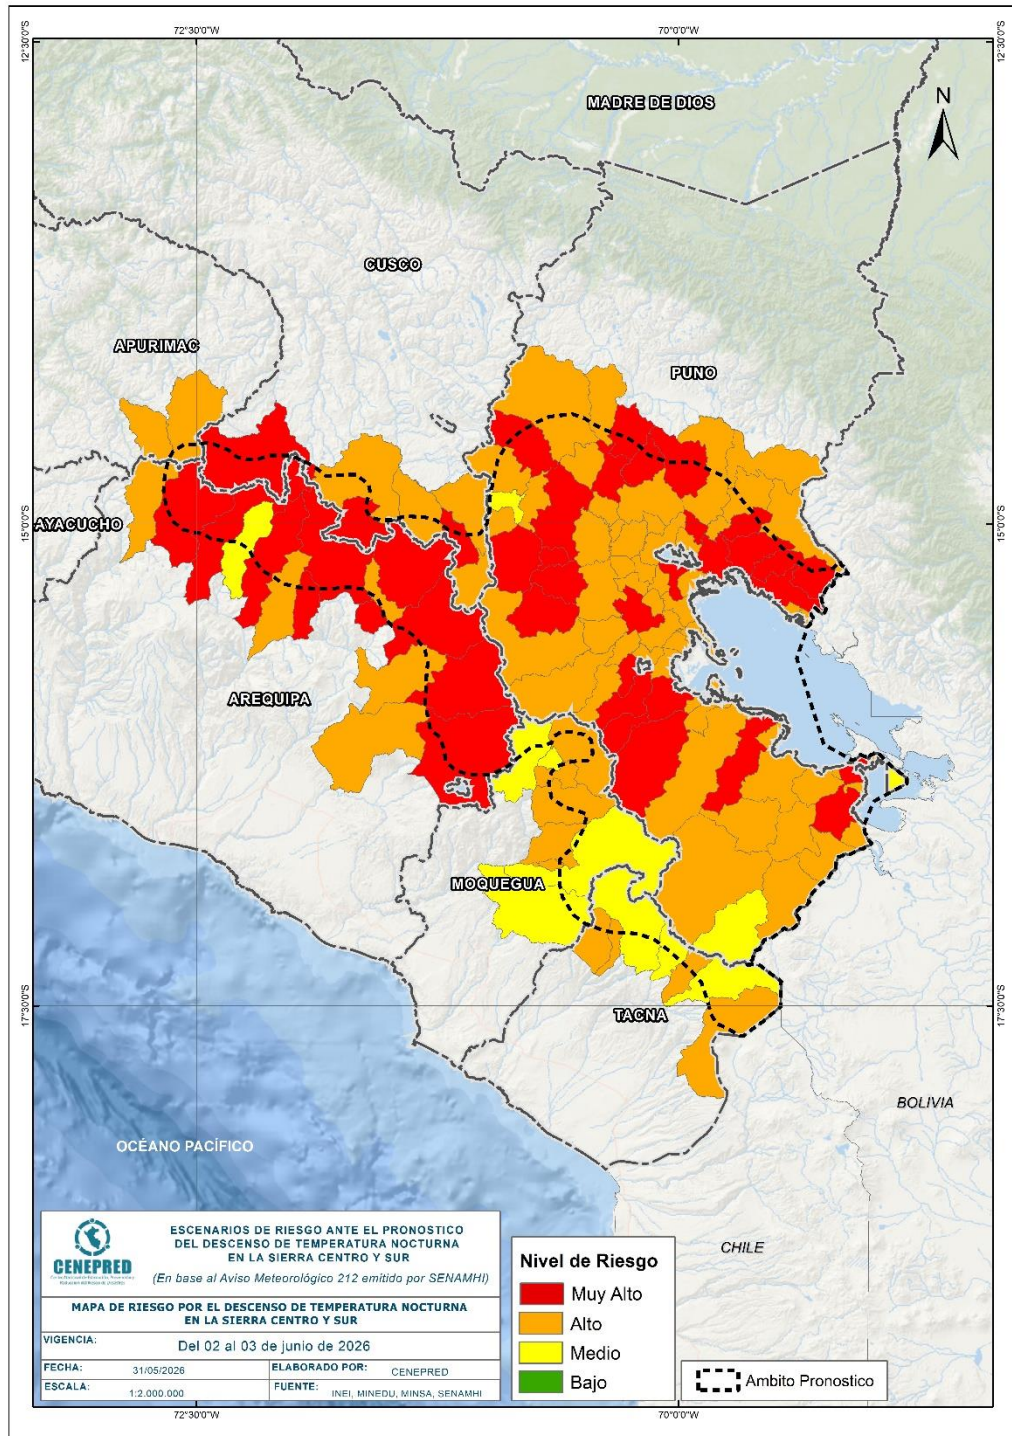 72°30'0"W
70°0'0"W
12°30'0"S
12°30'0"S
MADRE DE DIOS
N
CUSCO
APURIMAC
PUNO
15°0'0"S
AYACUCHO
15°0'0"S
AREQUIPA
MOQUEGUA
17°30'0"S
TACNA
17°30'0"S
BOLIVIA
OCÉANO PACÍFICO
CHILE
CENEPRED
ESCENARIOS DE RIESGO ANTE EL PRONOSTICO
DEL DESCENSO DE TEMPERATURA NOCTURNA
EN LA SIERRA CENTRO Y SUR
(En base al Aviso Meteorológico 212 emitido por SENAMHI)
MAPA DE RIESGO POR EL DESCENSO DE TEMPERATURA NOCTURNA
EN LA SIERRA CENTRO Y SUR
VIGENCIA: Del 02 al 03 de junio de 2026
FECHA: 31/05/2026 ELABORADO POR: CENEPRED
ESCALA: 1:2.000.000 FUENTE: INEI, MINEDU, MINSA, SENAMHI
Nivel de Riesgo
Muy Alto
Alto
Medio
Bajo
Ambito Pronostico
72°30'0"W
70°0'0"W